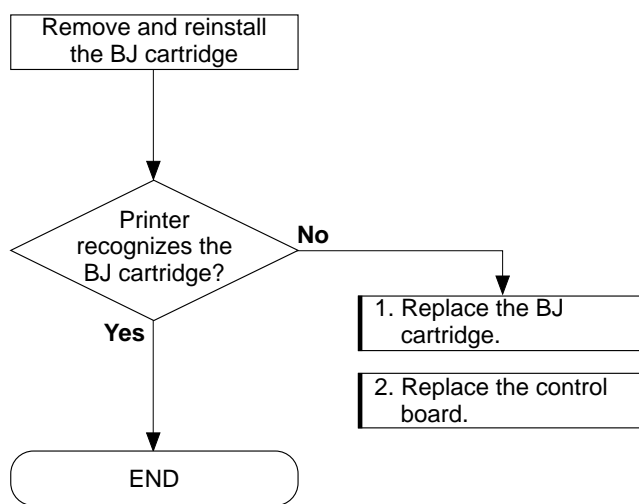 Remove and reinstall
the BJ cartridge
Printer
recognizes the
BJ cartridge?
No
Yes
1. Replace the BJ
cartridge.
2. Replace the control
board.
END